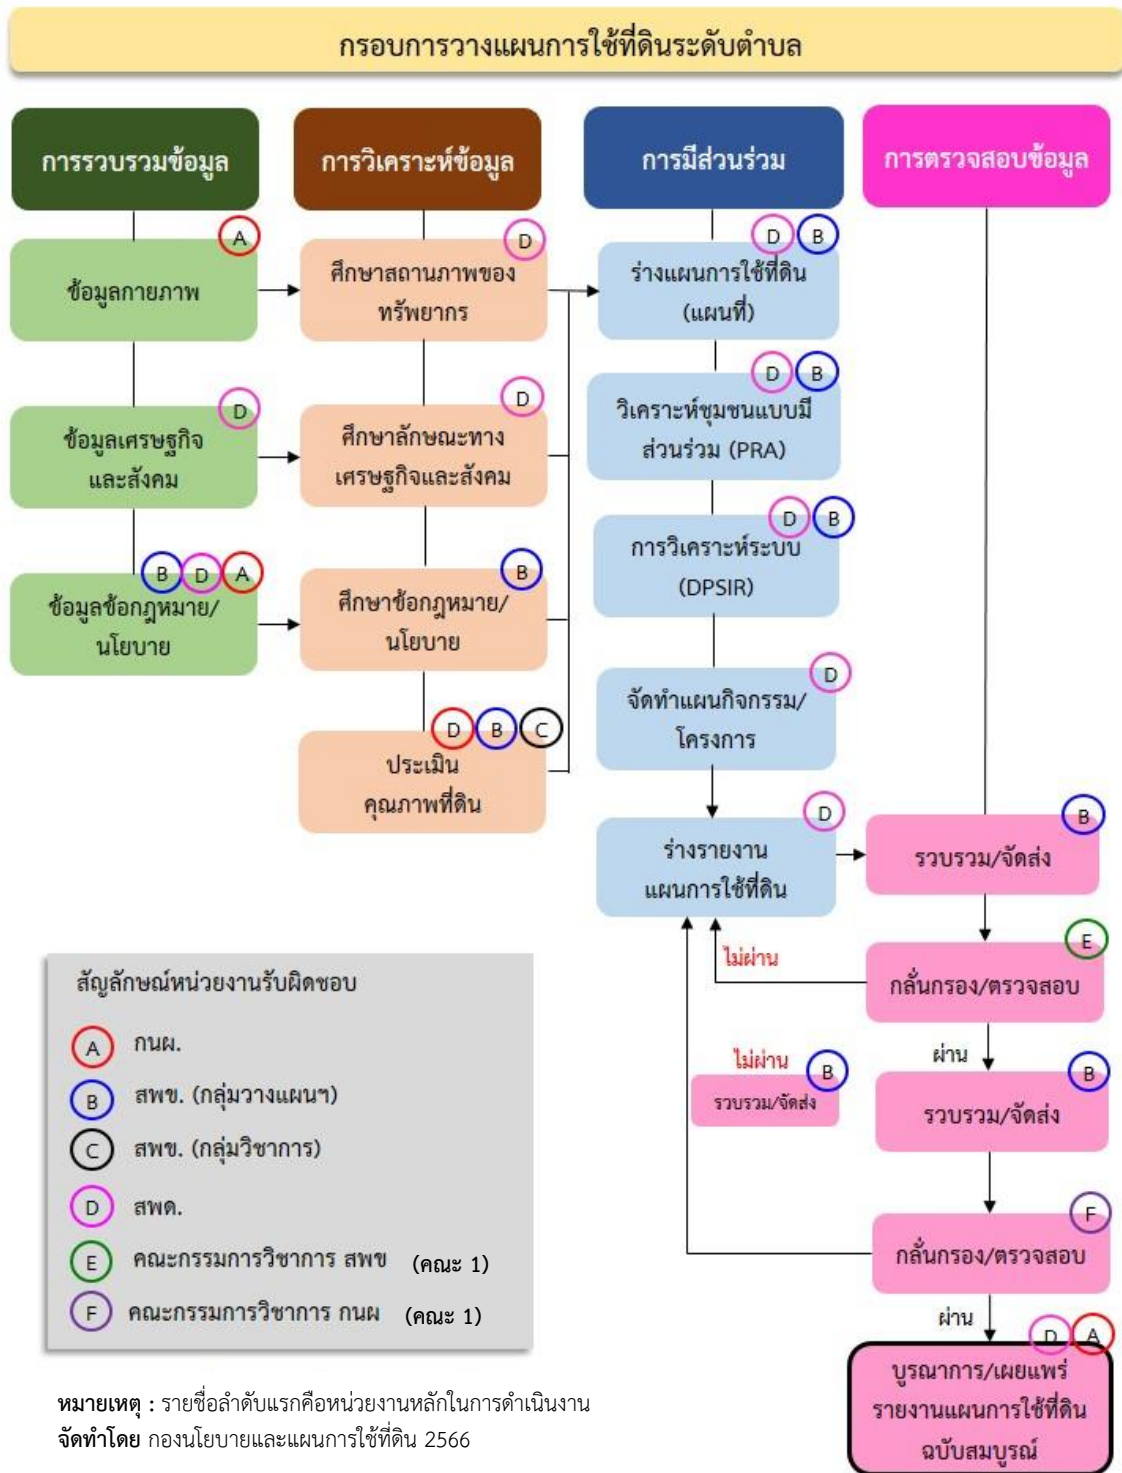 กรอบการวางแผนการใช้ที่ดินระดับตำบล
การรวบรวมข้อมูล
การวิเคราะห์ข้อมูล
การมีส่วนร่วม
การตรวจสอบข้อมูล
A
ข้อมูลกายภาพ
D
ข้อมูลเศรษฐกิจ
และสังคม
B D A
ข้อมูลข้อกฎหมาย/
นโยบาย
D
ศึกษาสถานภาพของ
ทรัพยากร
D
ศึกษาลักษณะทาง
เศรษฐกิจและสังคม
B
ศึกษาข้อกฎหมาย/
นโยบาย
D B C
ประเมิน
คุณภาพที่ดิน
D B
ร่างแผนการใช้ที่ดิน
(แผนที่)
D B
วิเคราะห์ชุมชนแบบมี
ส่วนร่วม (PRA)
D B
การวิเคราะห์ระบบ
(DPSIR)
D
จัดทำแผนกิจกรรม/
โครงการ
D
ร่างรายงาน
แผนการใช้ที่ดิน
B
รวบรวม/จัดส่ง
E
กลั่นกรอง/ตรวจสอบ
ไม่ผ่าน
ผ่าน
B
รวบรวม/จัดส่ง
ไม่ผ่าน
B
รวบรวม/จัดส่ง
F
กลั่นกรอง/ตรวจสอบ
ผ่าน
D A
บูรณาการ/เผยแพร่
รายงานแผนการใช้ที่ดิน
ฉบับสมบูรณ์
สัญลักษณ์หน่วยงานรับผิดชอบ
A กนผ.
B สพข. (กลุ่มวางแผนฯ)
C สพข. (กลุ่มวิชาการ)
D สพด.
E คณะกรรมการวิชาการ สพข (คณะ 1)
F คณะกรรมการวิชาการ กนผ (คณะ 1)
หมายเหตุ : รายชื่อลำดับแรกคือหน่วยงานหลักในการดำเนินงาน
จัดทำโดย กองนโยบายและแผนการใช้ที่ดิน 2566